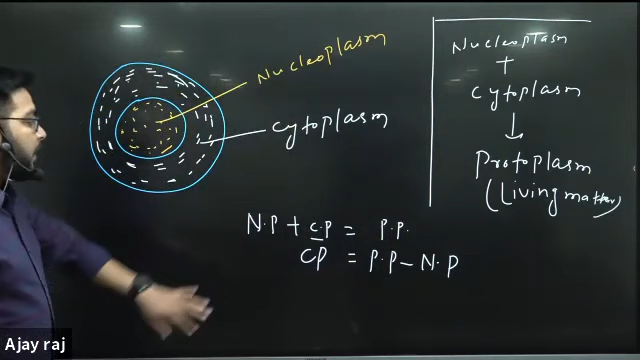 Nucleoplasm
cytoplasm
N.P + C.P = P.P.
CP = P.P - N.P
Nucleoplasm
+
cytoplasm
↓
Protoplasm
(Living matter)
Ajay raj